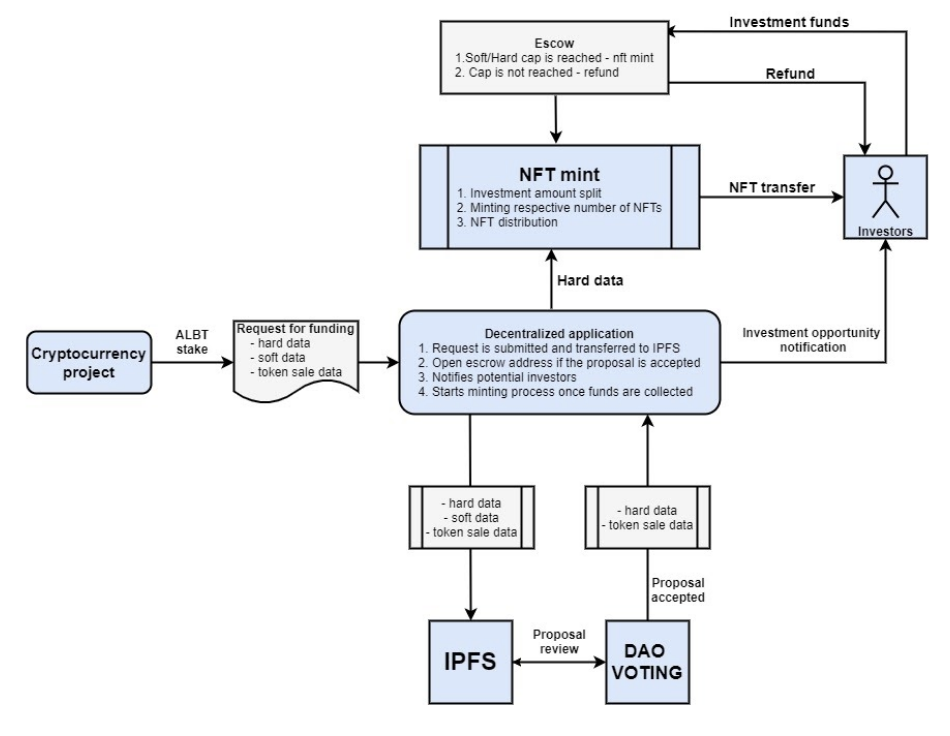 Investment funds
Escow
1.Soft/Hard cap is reached - nft mint
2. Cap is not reached - refund
Refund
NFT mint
1. Investment amount split
2. Minting respective number of NFTs
3. NFT distribution
NFT transfer
Investors
Hard data
Cryptocurrency
project
ALBT
stake
Request for funding
- hard data
- soft data
- token sale data
Decentralized application
1. Request is submitted and transferred to IPFS
2. Open escrow address if the proposal is accepted
3. Notifies potential investors
4. Starts minting process once funds are collected
Investment opportunity
notification
- hard data
- soft data
- token sale data
- hard data
- token sale data
Proposal
accepted
IPFS
Proposal
review
DAO
VOTING